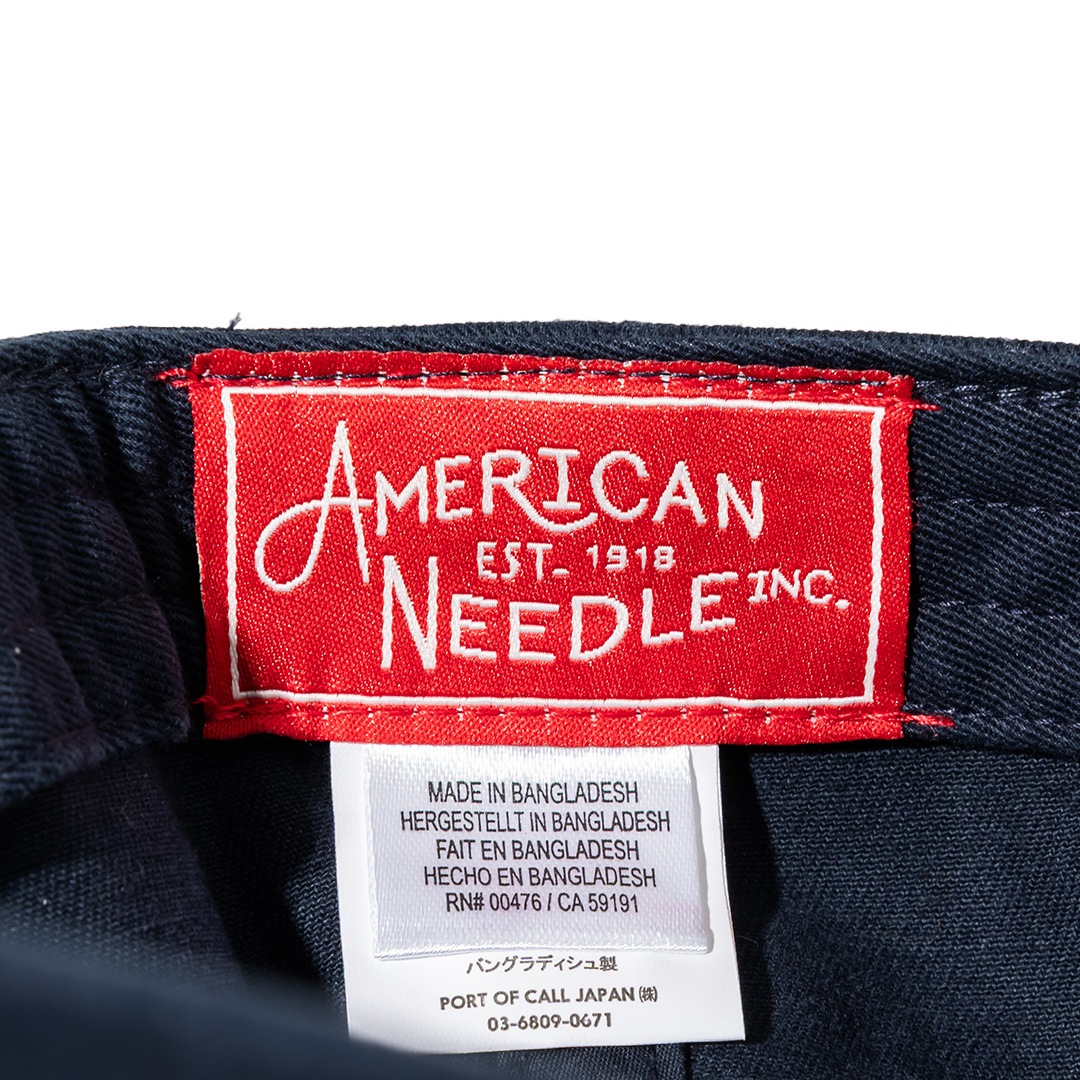 AMERICAN
EST. 1918
NEEDLE INC.
MADE IN BANGLADESH
HERGESTELLT IN BANGLADESH
FAIT EN BANGLADESH
HECHO EN BANGLADESH
RN# 00476 / CA 59191
バングラディシュ製
PORT OF CALL JAPAN ㈱
03-6809-0671